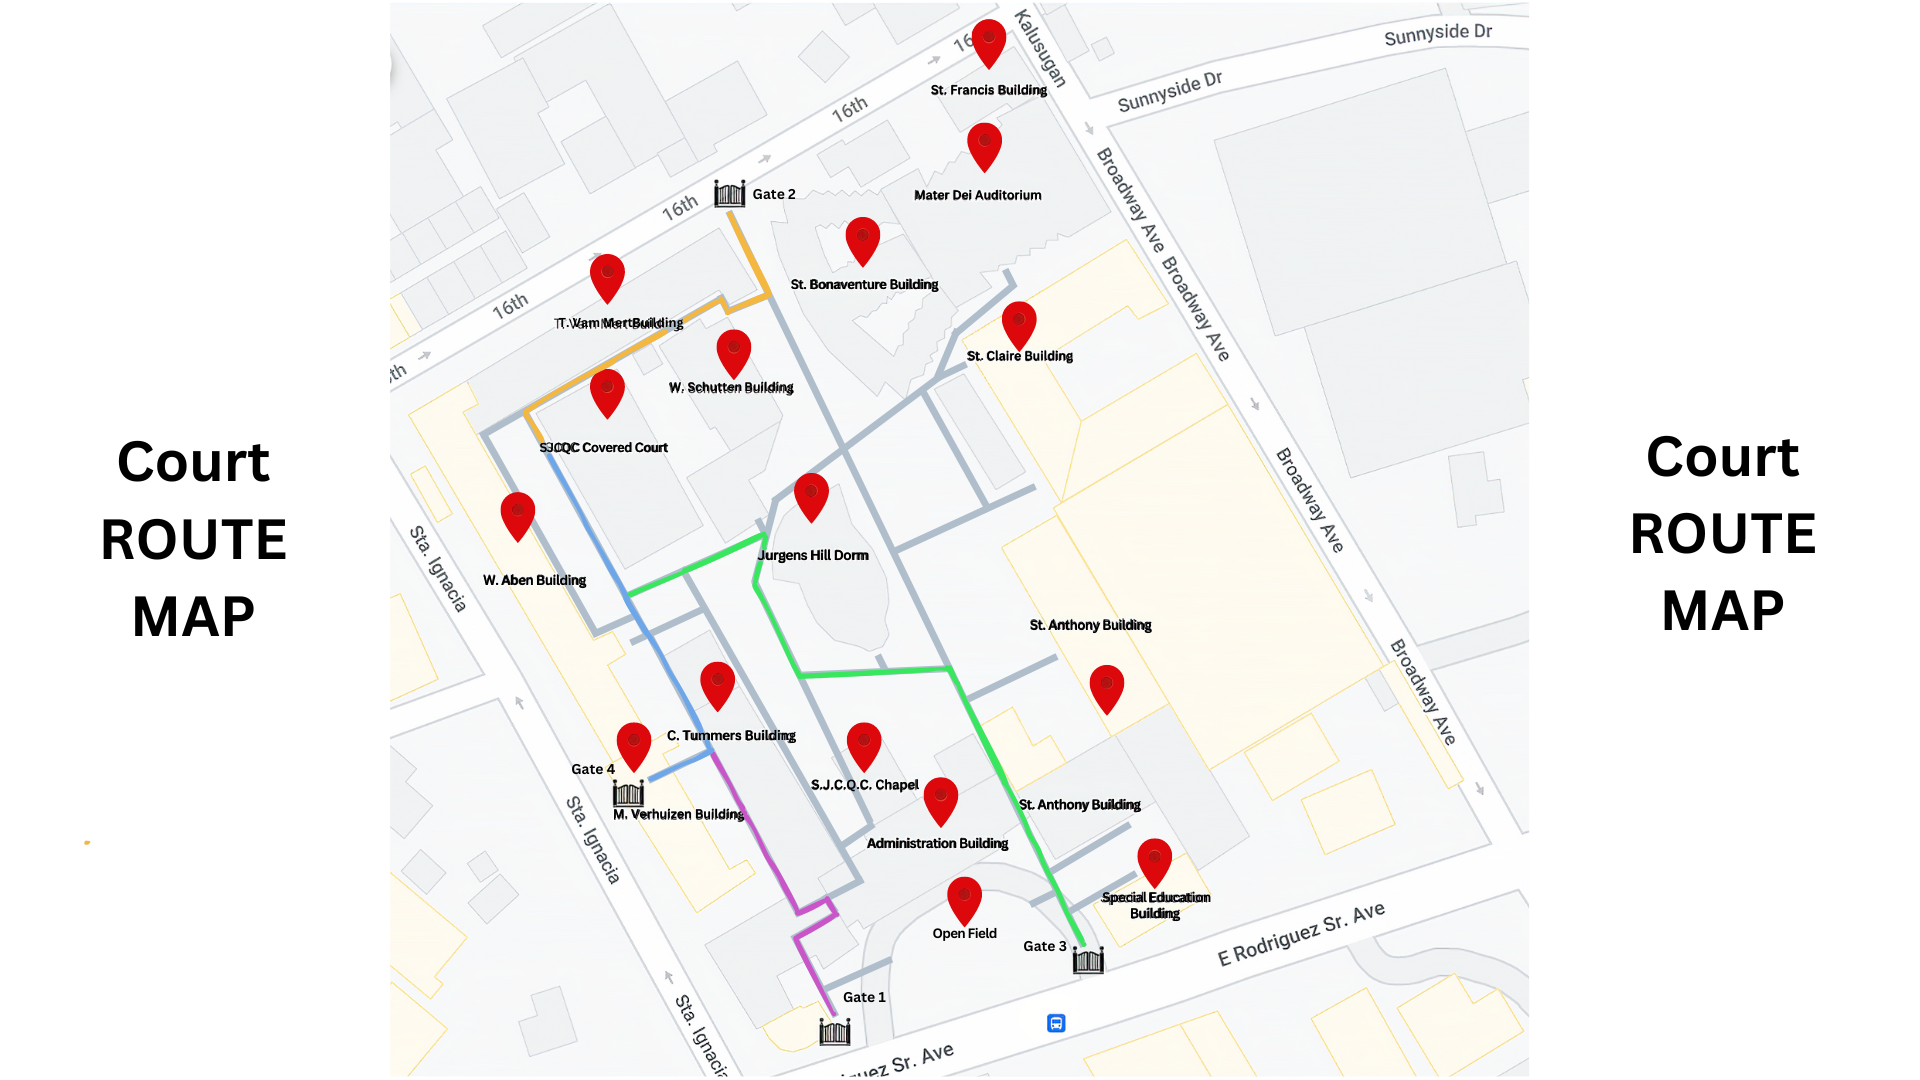 Court
ROUTE
MAP
Court
ROUTE
MAP
Kalusugan
Sunnyside Dr
Sunnyside Dr
16
St. Francis Building
16th
Mater Dei Auditorium
Gate 2
16th
Broadway Ave
Broadway Ave
St. Bonaventure Building
16th
T. Vam MertBuilding
St. Claire Building
W. Schutten Building
th
SJCQC Covered Court
Broadway Ave
Jurgens Hill Dorm
W. Aben Building
Sta. Ignacia
St. Anthony Building
Broadway Ave
C. Tummers Building
Gate 4
S.J.C.Q.C. Chapel
St. Anthony Building
M. Verhuizen Building
Sta. Ignacia
Administration Building
Special Education
Building
Open Field
Gate 3
E Rodriguez Sr. Ave
Gate 1
Sta. Ignacia
iguez Sr. Ave